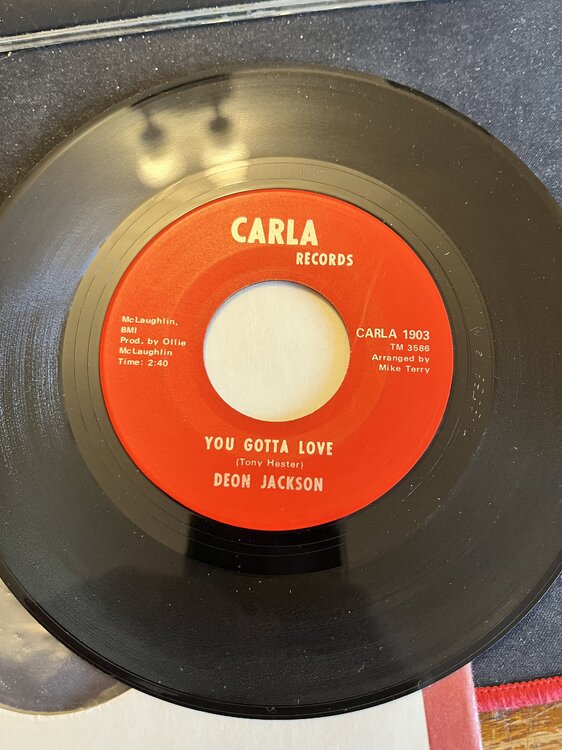 CARLA
RECORDS
McLaughlin,
BMI
Prod. by Ollie
McLaughlin
Time: 2:40
CARLA 1903
TM 3586
Arranged by
Mike Terry
YOU GOTTA LOVE
(Tony Hester)
DEON JACKSON